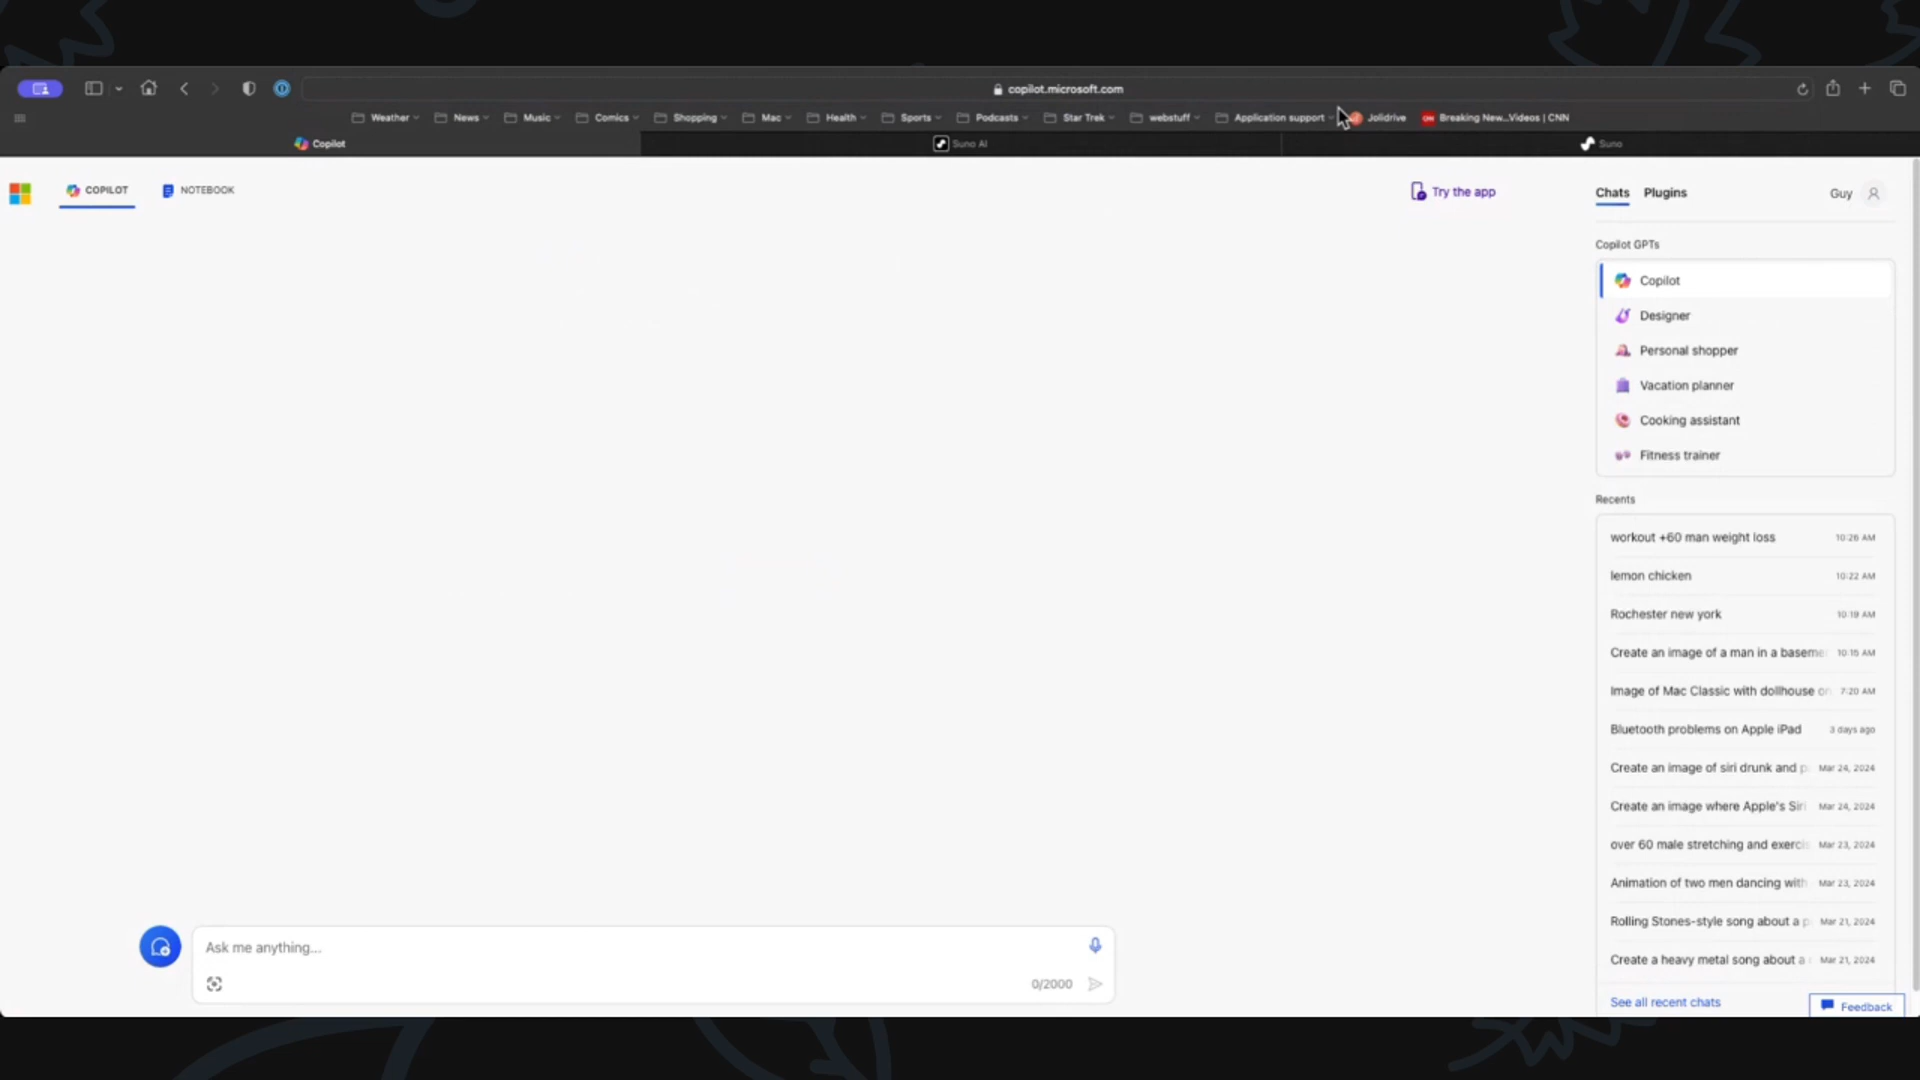 copilot.microsoft.com
Weather News Music Comics Shopping Mac Health Sports Podcasts Star Trek webstuff Application support Jolidrive Breaking New...Videos | CNN
Copilot Suno AI Suno
COPILOT NOTEBOOK Try the app
Chats Plugins Guy
Copilot GPTs
Copilot
Designer
Personal shopper
Vacation planner
Cooking assistant
Fitness trainer
Recents
workout +60 man weight loss 10:26 AM
lemon chicken 10:22 AM
Rochester new york 10:19 AM
Create an image of a man in a baseme 10:15 AM
Image of Mac Classic with dollhouse on 7:20 AM
Bluetooth problems on Apple iPad 3 days ago
Create an image of siri drunk and p Mar 24, 2024
Create an image where Apple's Siri Mar 24, 2024
over 60 male stretching and exercis Mar 23, 2024
Animation of two men dancing with Mar 23, 2024
Rolling Stones-style song about a p Mar 21, 2024
Create a heavy metal song about a Mar 21, 2024
See all recent chats
Feedback
Ask me anything...
0/2000